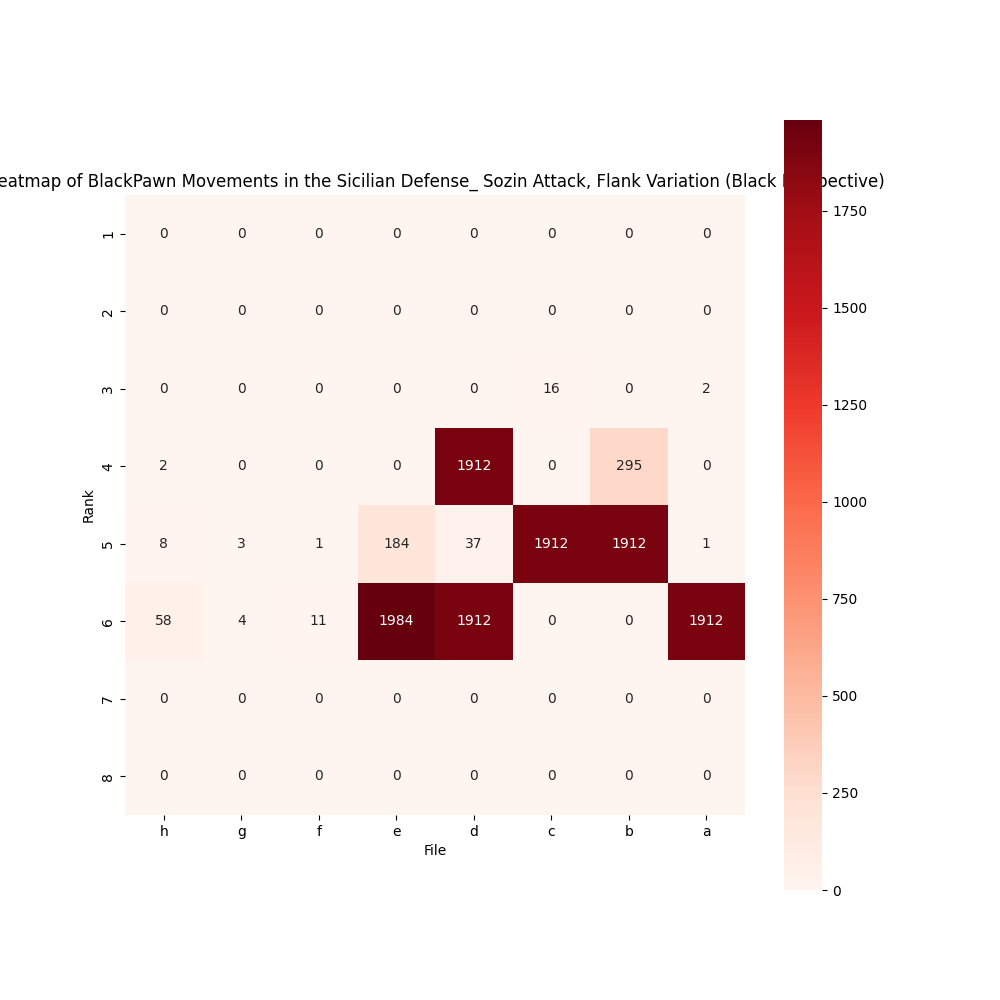 eatmap of BlackPawn Movements in the Sicilian Defense_ Sozin Attack, Flank Variation (Black pective)
Rank
1 0 0 0 0 0 0 0 0
2 0 0 0 0 0 0 0 0
3 0 0 0 0 0 16 0 2
4 2 0 0 0 1912 0 295 0
5 8 3 1 184 37 1912 1912 1
6 58 4 11 1984 1912 0 0 1912
7 0 0 0 0 0 0 0 0
8 0 0 0 0 0 0 0 0
h g f e d c b a
File
1750
1500
1250
1000
750
500
250
0